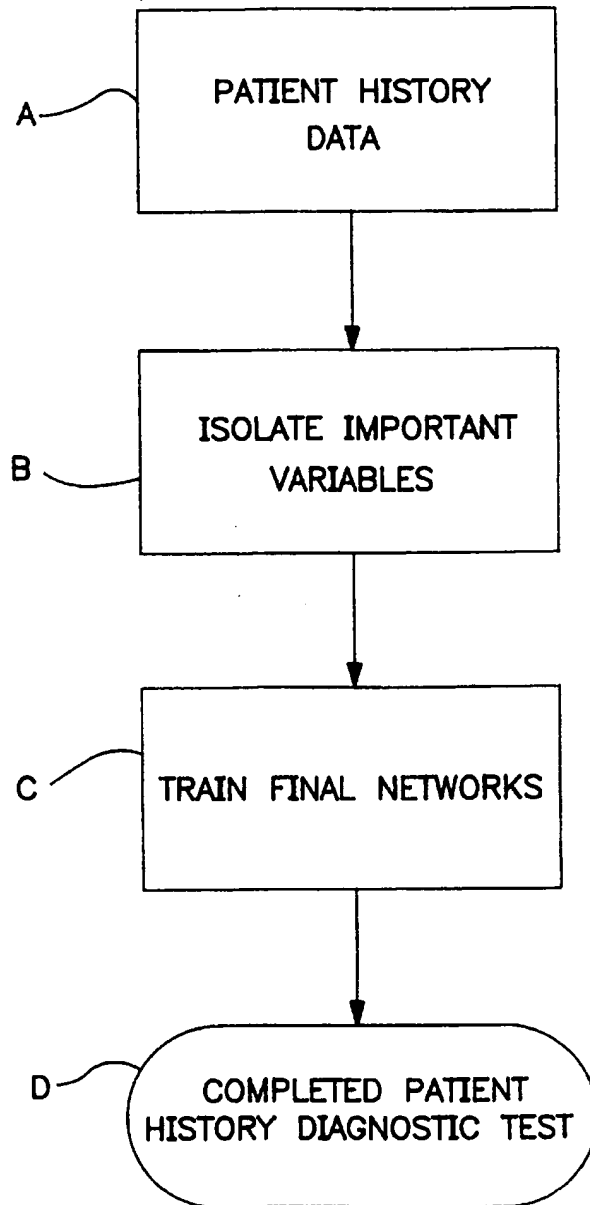 A
PATIENT HISTORY
DATA
B
ISOLATE IMPORTANT
VARIABLES
C
TRAIN FINAL NETWORKS
D
COMPLETED PATIENT
HISTORY DIAGNOSTIC TEST